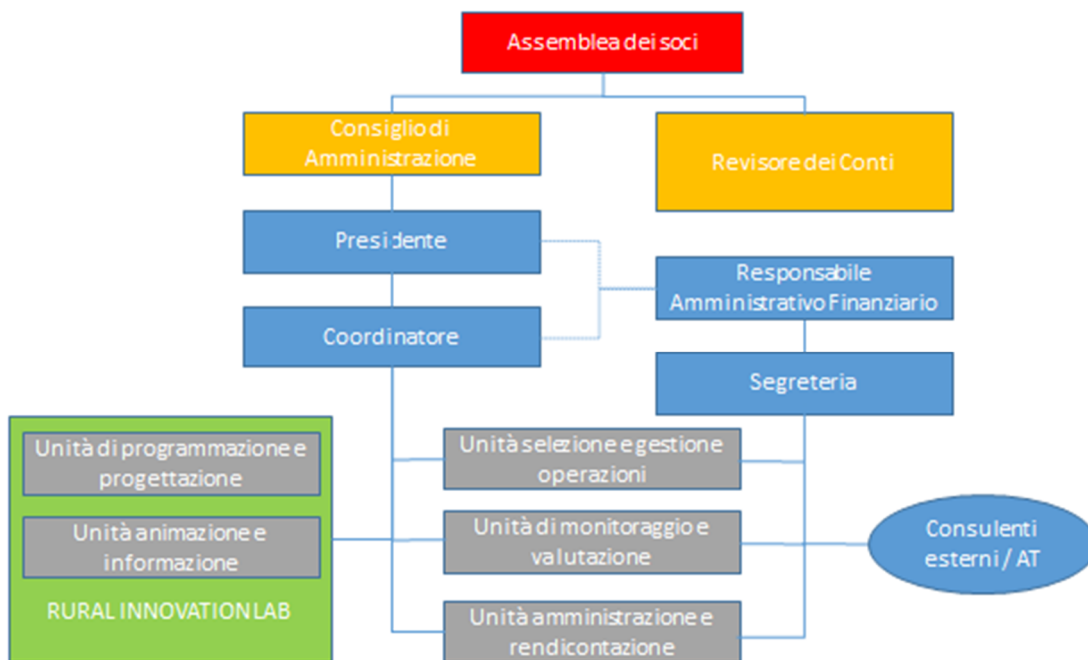 Assemblea dei soci
Consiglio di
Amministrazione
Revisore dei Conti
Presidente
Responsabile
Amministrativo Finanziario
Coordinatore
Segreteria
Unità di programmazione e
progettazione
Unità animazione e
informazione
RURAL INNOVATION LAB
Unità selezione e gestione
operazioni
Unità di monitoraggio e
valutazione
Unità amministrazione e
rendicontazione
Consulenti
esterni / AT